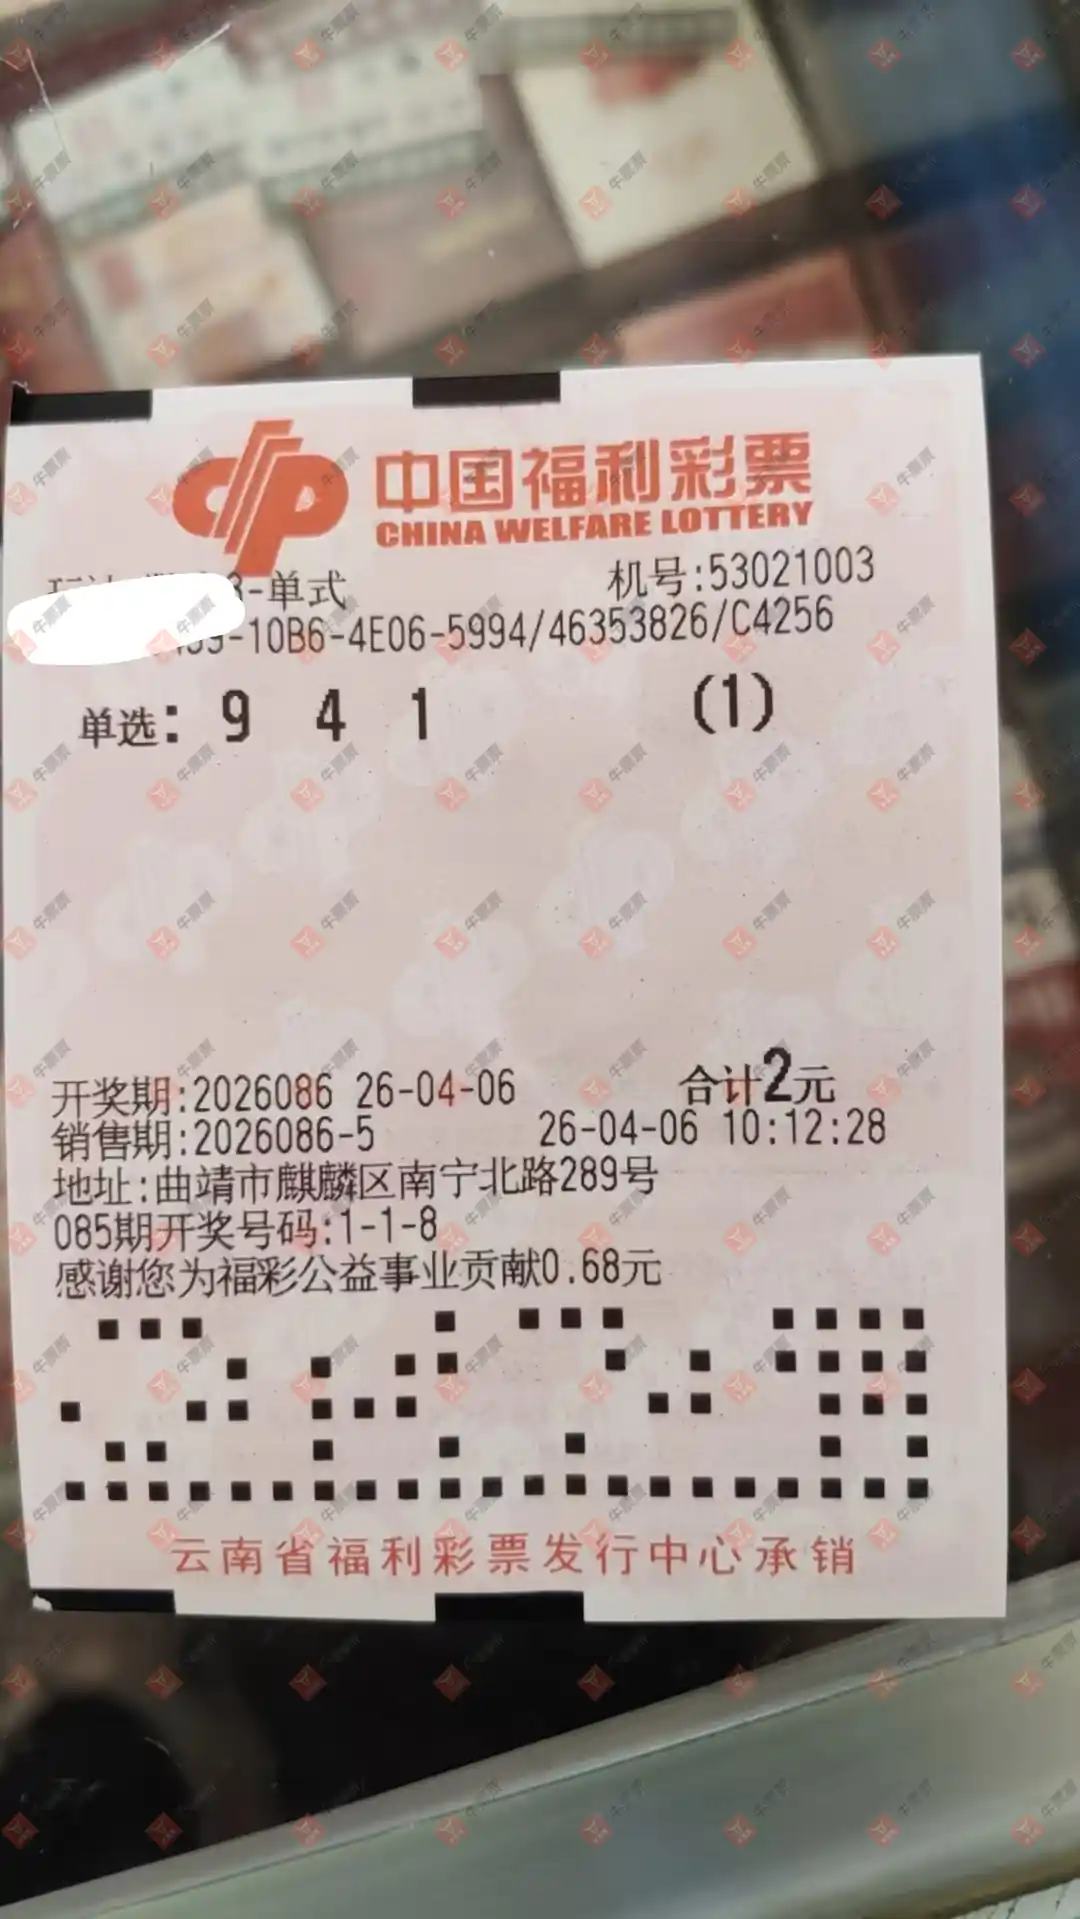 中国福利彩票
CHINA WELFARE LOTTERY
3-单式 机号:53021003
-10B6-4E06-5994/46353826/C4256
单选: 9 4 1 (1)
开奖期:2026086 26-04-06 合计2元
销售期:2026086-5 26-04-06 10:12:28
地址:曲靖市麒麟区南宁北路289号
085期开奖号码:1-1-8
感谢您为福彩公益事业贡献0.68元
云南省福利彩票发行中心承销
牛票票